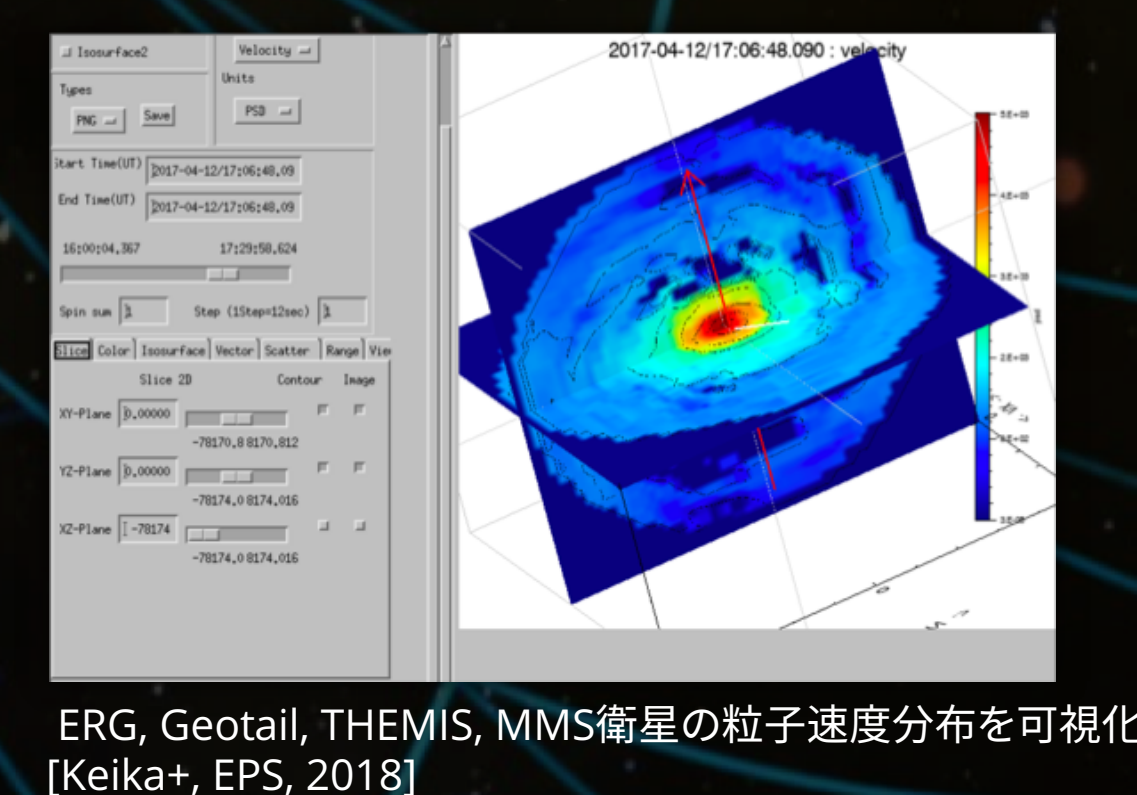 Isosurface2
Velocity
Types
Units
PNG
Save
PSD
Start Time(UT)
2017-04-12/17:06:48.09
End Time(UT)
2017-04-12/17:06:48.09
16:00:04.367 17:29:58.624
Spin sum 1 Step (1Step=12sec) 1
Slice Color Isosurface Vector Scatter Range Vie
Slice 2D Contour Image
XY-Plane 0.00000
-78170.8 8170.812
YZ-Plane 0.00000
-78174.0 8174.016
XZ-Plane -78174
-78174.0 8174.016
2017-04-12/17:06:48.090 : velocity
ERG, Geotail, THEMIS, MMS衛星の粒子速度分布を可視化
[Keika+, EPS, 2018]